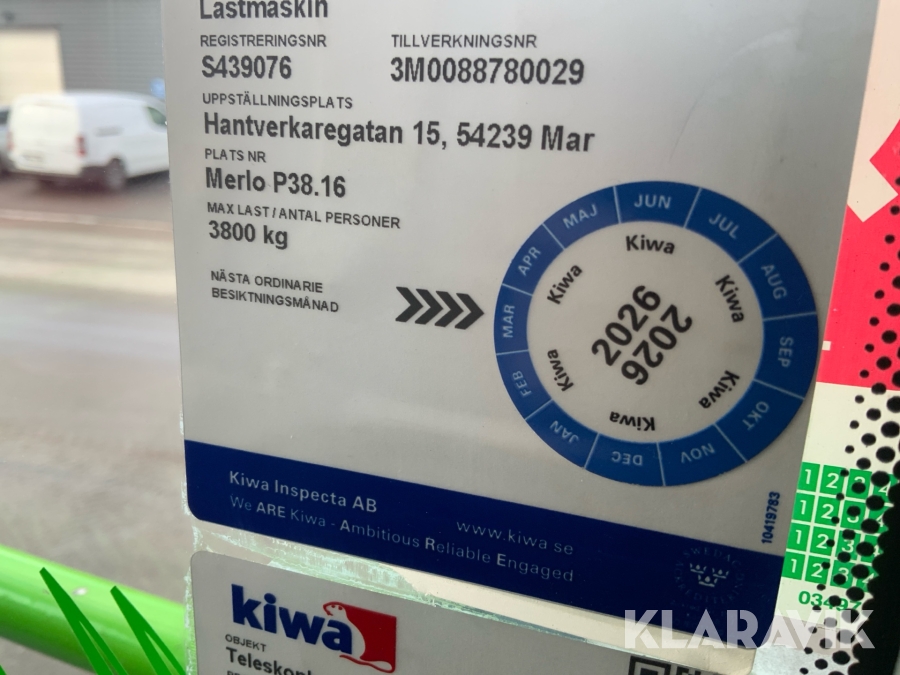 Lastmaskin
REGISTRERINGSNR
S439076
TILLVERKNINGSNR
3M0088780029
UPPSTÄLLNINGSPLATS
Hantverkaregatan 15, 54239 Mar
PLATS NR
Merlo P38.16
MAX LAST / ANTAL PERSONER
3800 kg
NÄSTA ORDINARIE
BESIKTNINGSMÅNAD
JAN
FEB
MAR
APR
MAJ
JUN
JUL
AUG
SEP
OKT
NOV
DEC
Kiwa
Kiwa
Kiwa
Kiwa
Kiwa
Kiwa
2026
2026
Kiwa Inspecta AB
We ARE Kiwa - Ambitious Reliable Engaged
www.kiwa.se
10419783
kiwa
OBJEKT
KLARAVIK